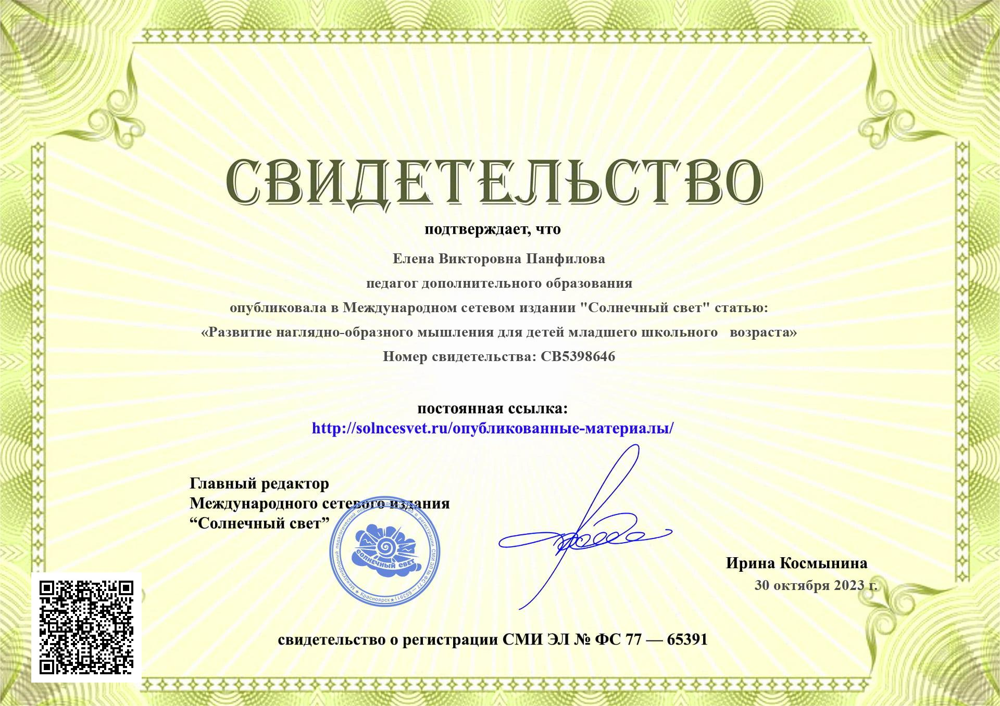 СВИДЕТЕЛЬСТВО
подтверждает, что
Елена Викторовна Панфилова
педагог дополнительного образования
опубликовала в Международном сетевом издании "Солнечный свет" статью:
«Развитие наглядно-образного мышления для детей младшего школьного возраста»
Номер свидетельства: СВ5398646
постоянная ссылка:
http://solncesvet.ru/опубликованные-материалы/
Главный редактор
Международного сетевого издания
“Солнечный свет”
СОЛНЕЧНЫЙ СВЕТ
Международный педагогический о регистрации СМИ ЭЛ № ФС 77 — 65391) ★ Красноярск ★
Ирина Космынина
30 октября 2023 г.
свидетельство о регистрации СМИ ЭЛ № ФС 77 — 65391